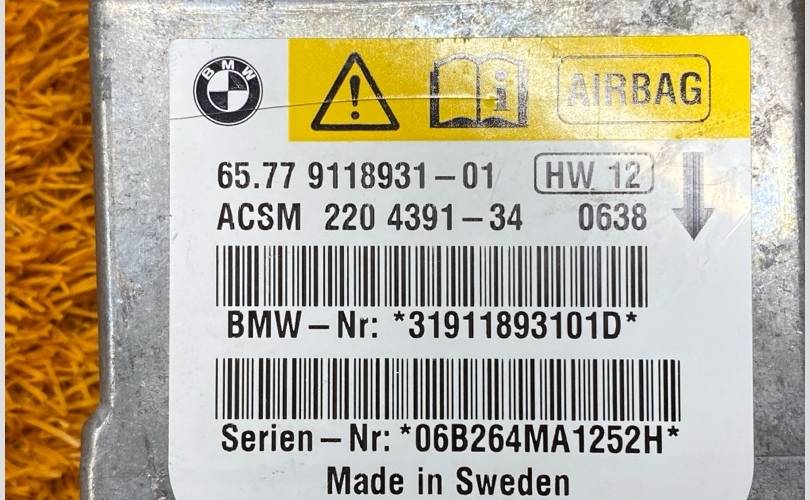 BMW
AIRBAG
65.77 9118931-01 HW 12
ACSM 220 4391-34 0638
BMW-Nr: *31911893101D*
Serien-Nr: *06B264MA1252H*
Made in Sweden